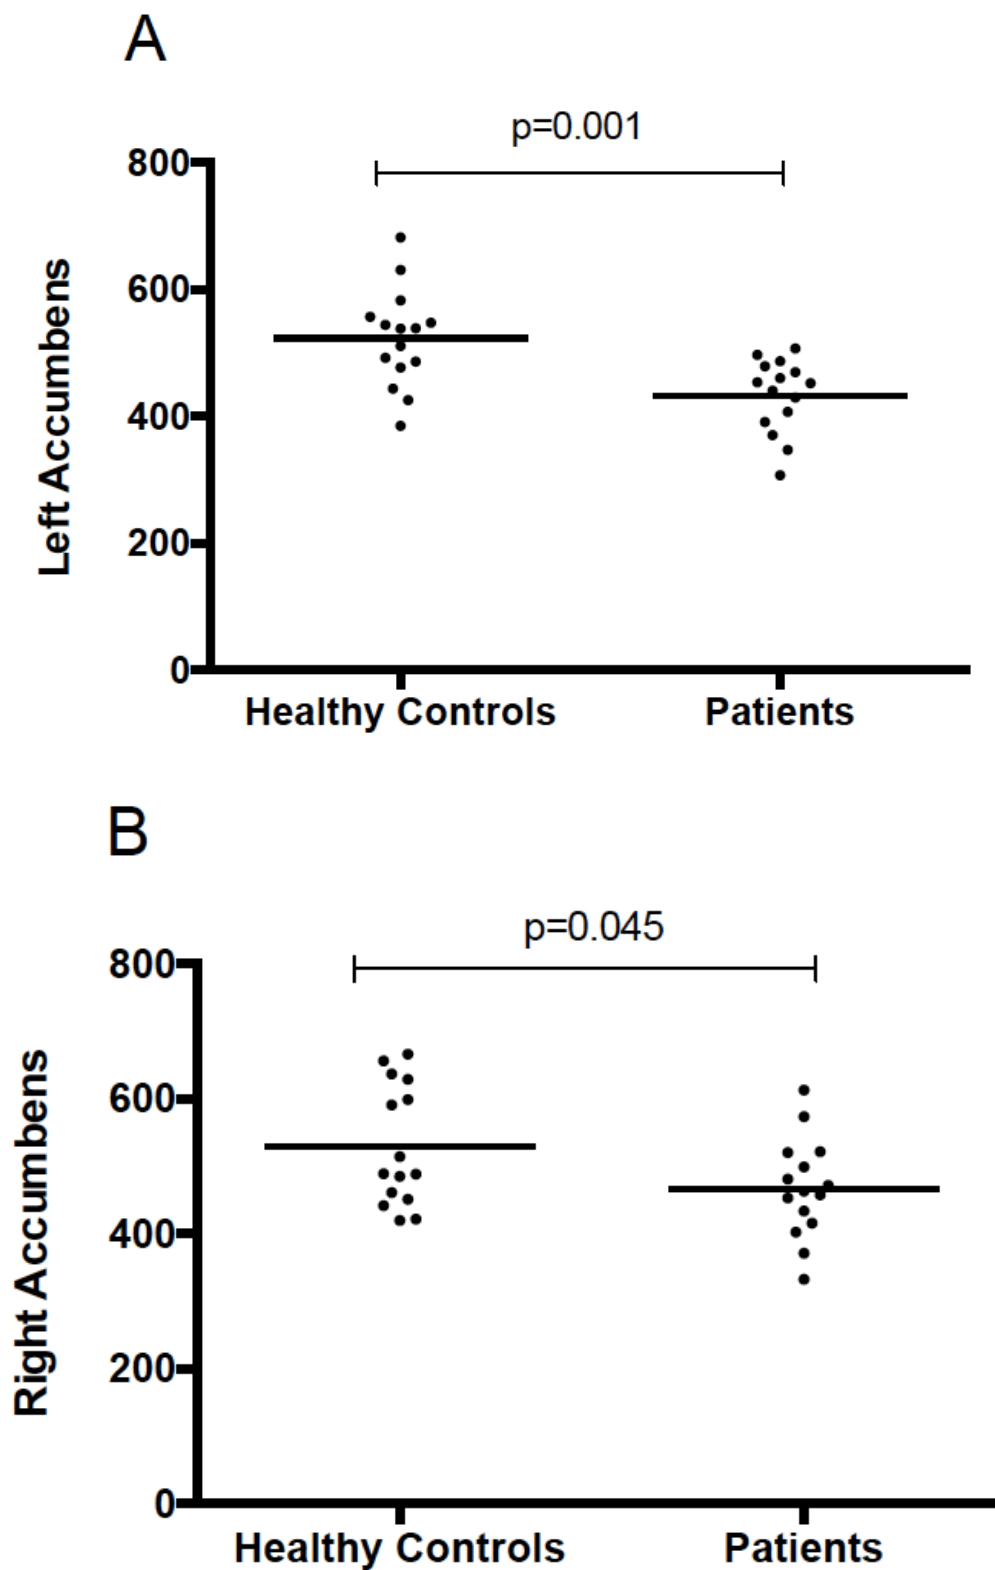 A
p=0.001
800
600
400
200
0
Left Accumbens
Healthy Controls
Patients
B
p=0.045
800
600
400
200
0
Right Accumbens
Healthy Controls
Patients